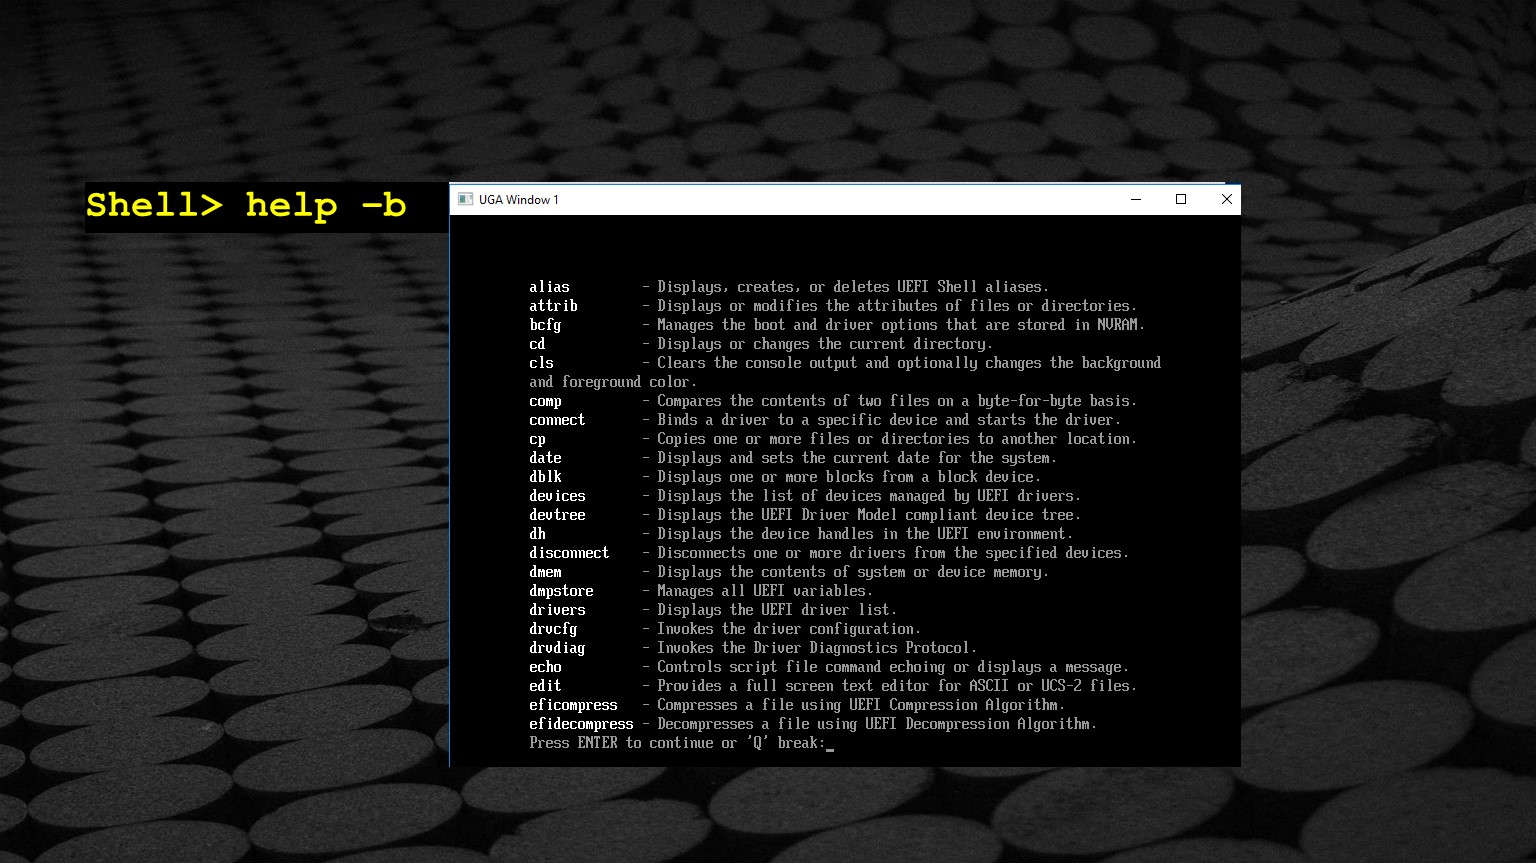 Shell> help –b
UGA Window 1
alias - Displays, creates, or deletes UEFI Shell aliases.
attrib - Displays or modifies the attributes of files or directories.
bcfg - Manages the boot and driver options that are stored in NVRAM.
cd - Displays or changes the current directory.
cls - Clears the console output and optionally changes the background
and foreground color.
comp - Compares the contents of two files on a byte-for-byte basis.
connect - Binds a driver to a specific device and starts the driver.
cp - Copies one or more files or directories to another location.
date - Displays and sets the current date for the system.
dblk - Displays one or more blocks from a block device.
devices - Displays the list of devices managed by UEFI drivers.
devtree - Displays the UEFI Driver Model compliant device tree.
dh - Displays the device handles in the UEFI environment.
disconnect - Disconnects one or more drivers from the specified devices.
dmem - Displays the contents of system or device memory.
dmpstore - Manages all UEFI variables.
drivers - Displays the UEFI driver list.
drvcfg - Invokes the driver configuration.
drvdiag - Invokes the Driver Diagnostics Protocol.
echo - Controls script file command echoing or displays a message.
edit - Provides a full screen text editor for ASCII or UCS-2 files.
eficompress - Compresses a file using UEFI Compression Algorithm.
efidecompress - Decompresses a file using UEFI Decompression Algorithm.
Press ENTER to continue or 'Q' break:_